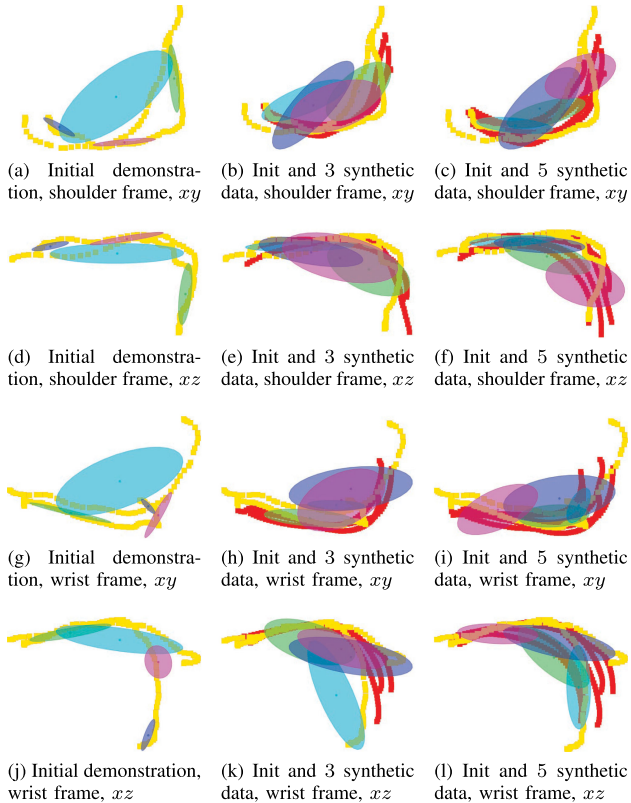 (a) Initial demonstra-
tion, shoulder frame, xy
(b) Init and 3 synthetic
data, shoulder frame, xy
(c) Init and 5 synthetic
data, shoulder frame, xy
(d) Initial demonstra-
tion, shoulder frame, xz
(e) Init and 3 synthetic
data, shoulder frame, xz
(f) Init and 5 synthetic
data, shoulder frame, xz
(g) Initial demonstra-
tion, wrist frame, xy
(h) Init and 3 synthetic
data, wrist frame, xy
(i) Init and 5 synthetic
data, wrist frame, xy
(j) Initial demonstration,
wrist frame, xz
(k) Init and 3 synthetic
data, wrist frame, xz
(l) Init and 5 synthetic
data, wrist frame, xz